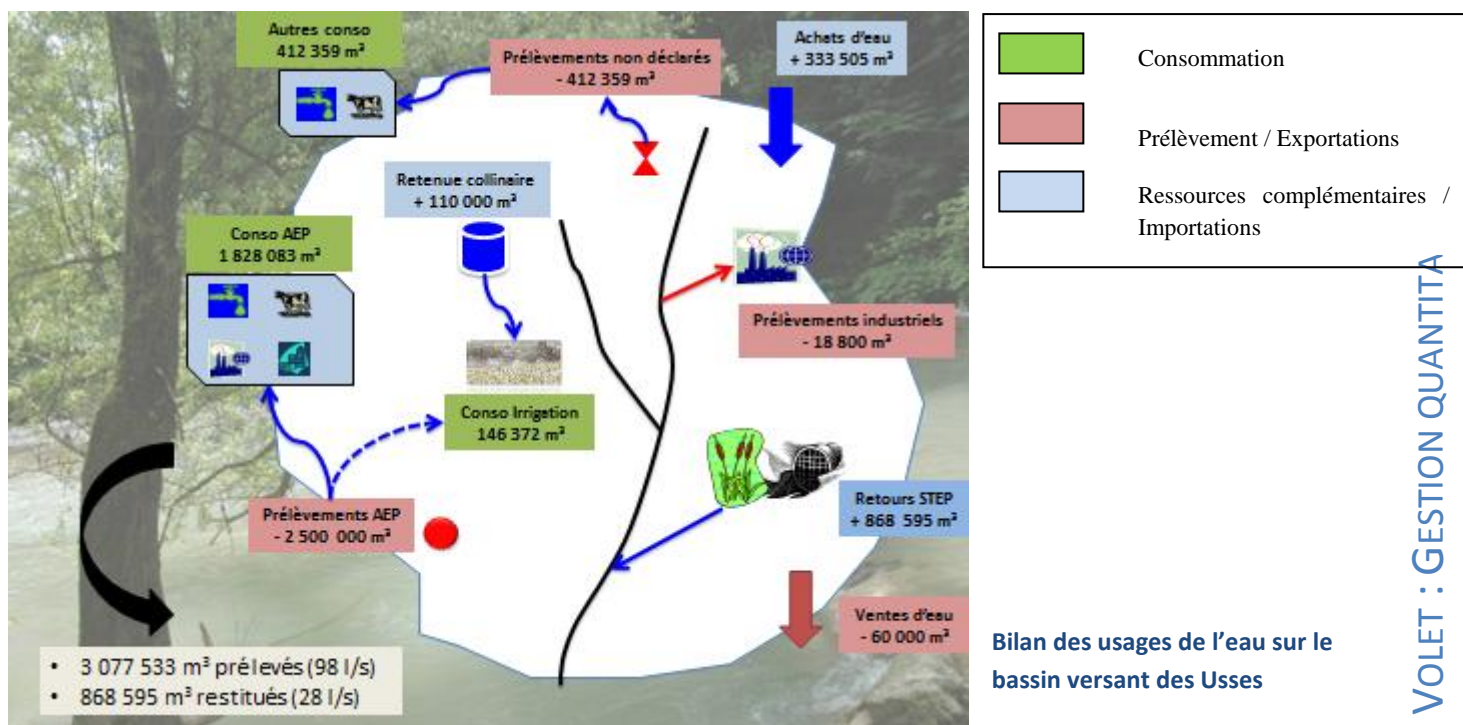 Autres conso
412 359 m³
Prélèvements non déclarés
- 412 359 m³
Achats d'eau
+ 333 505 m³
Retenue collinaire
+ 110 000 m³
Conso AEP
1 828 083 m³
Prélèvements industriels
- 18 800 m³
Conso Irrigation
146 372 m³
Prélèvements AEP
- 2 500 000 m³
Retours STEP
+ 868 595 m³
Ventes d'eau
- 60 000 m³
• 3 077 533 m³ prélevés (98 l/s)
• 868 595 m³ restitués (28 l/s)
Consommation
Prélèvement / Exportations
Ressources complémentaires /
Importations
Bilan des usages de l'eau sur le
bassin versant des Usses
VOLET : GESTION QUANTITA